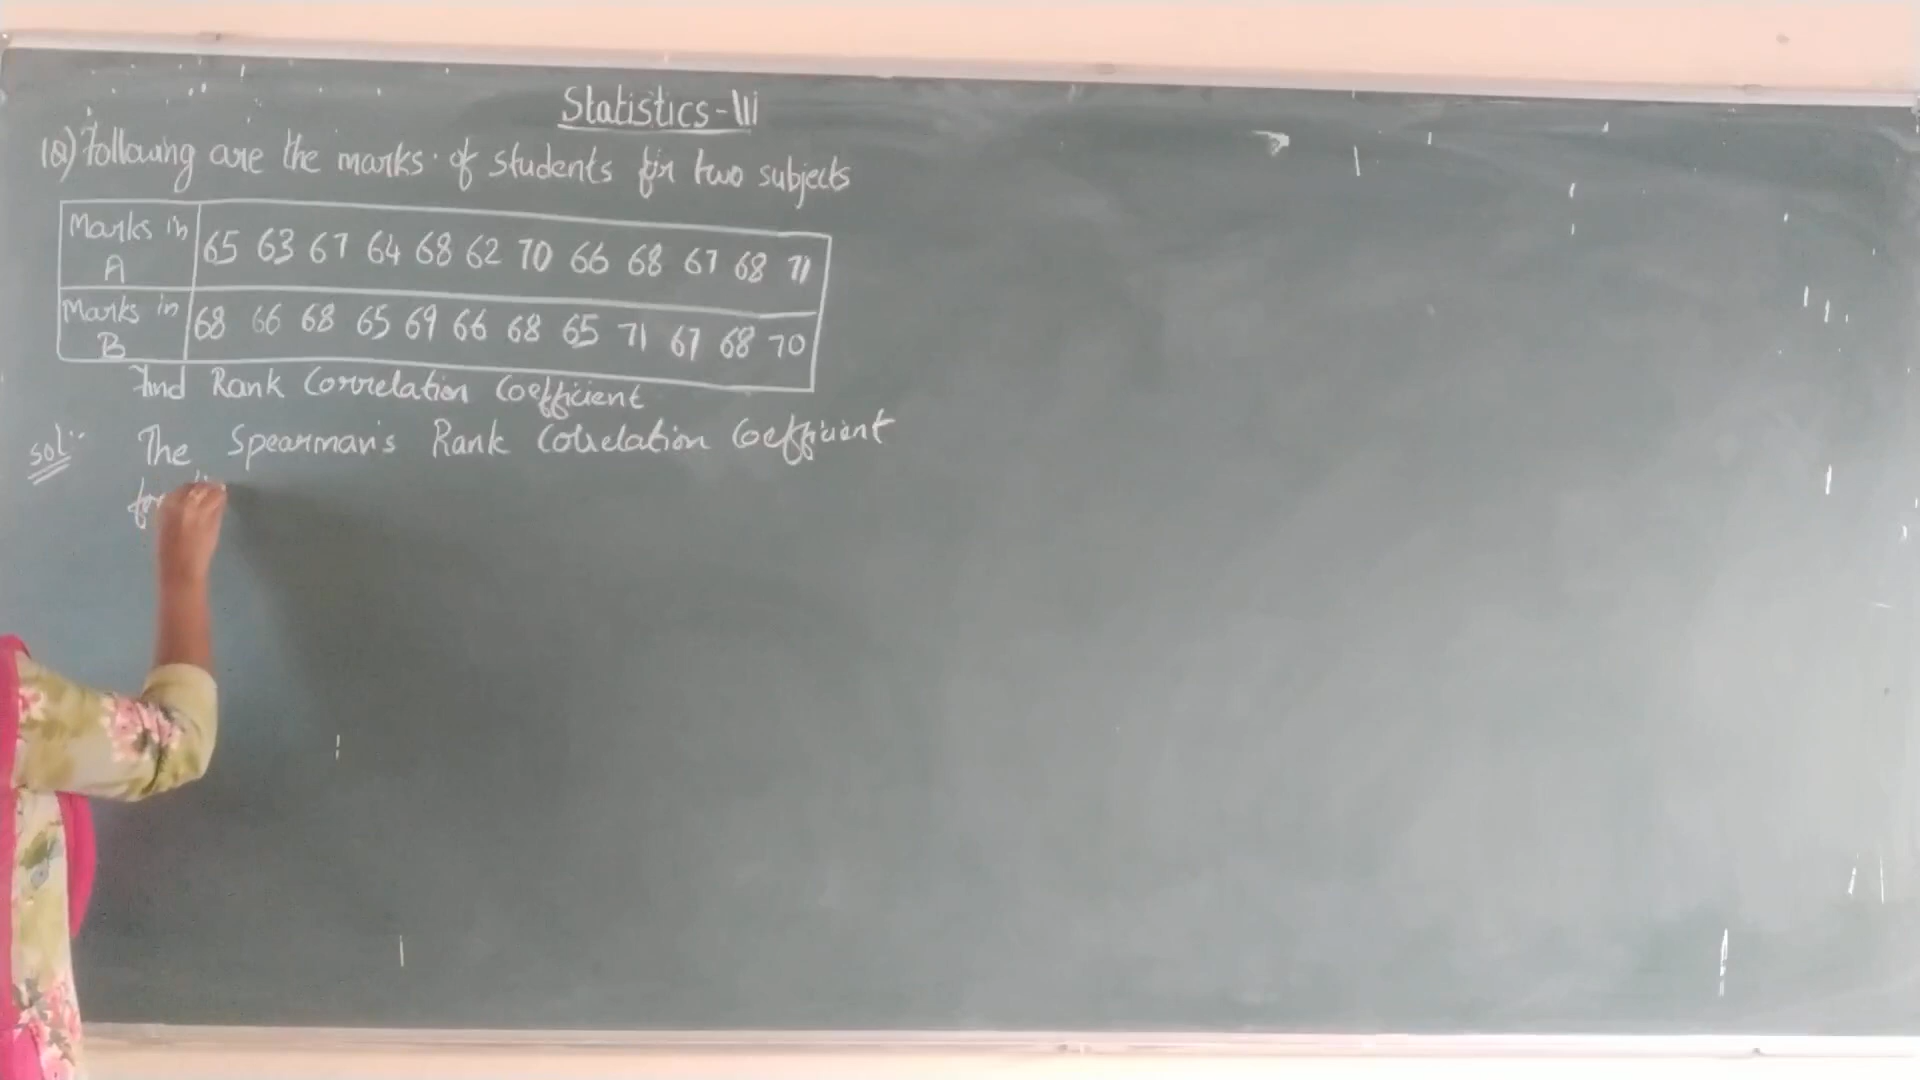 Statistics-III
(Q) Following are the marks of students for two subjects
Marks in A 65 63 67 64 68 62 70 66 68 67 68 71
Marks in B 68 66 68 65 69 66 68 65 71 67 68 70
Find Rank Correlation Coefficient
Sol:- The Spearman's Rank Correlation Coefficient